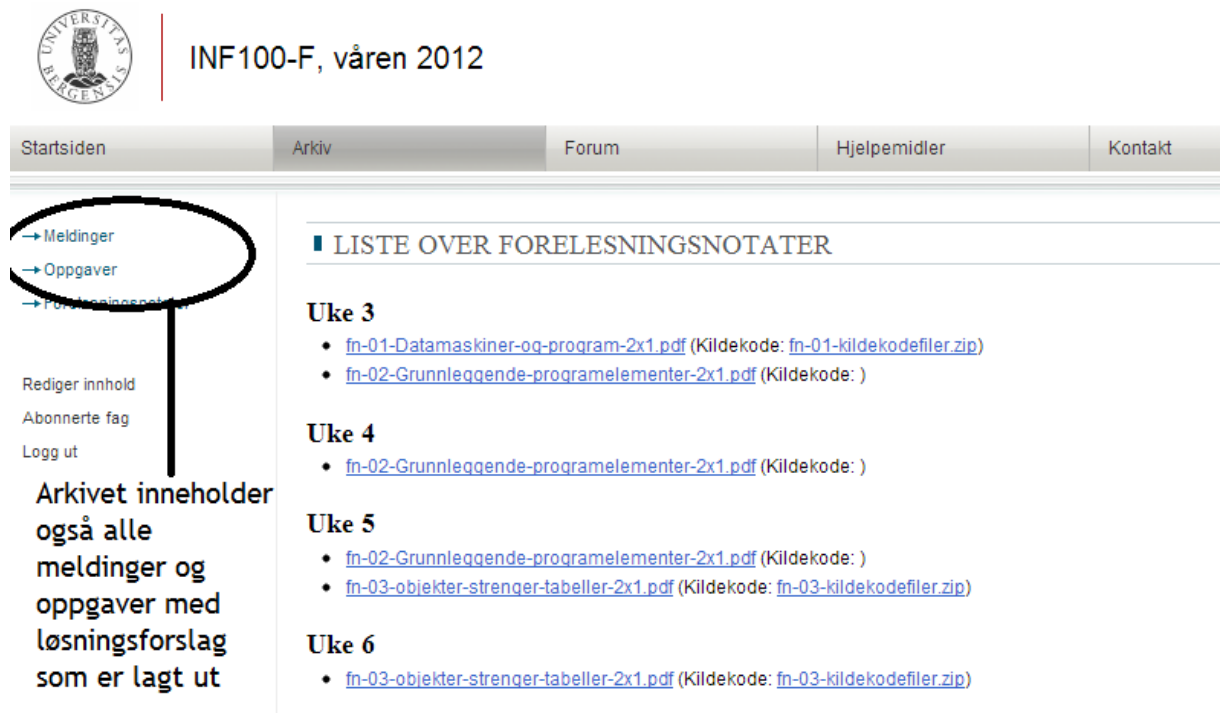 UNIVERSITAS
BERGENSIS
INF100-F, våren 2012
Startsiden
Arkiv
Forum
Hjelpemidler
Kontakt
Meldinger
Oppgaver
Forelesningsnotater
Rediger innhold
Abonnerte fag
Logg ut
Arkivet inneholder
også alle
meldinger og
oppgaver med
løsningsforslag
som er lagt ut
LISTE OVER FORELESNINGSNOTATER
Uke 3
fn-01-Datamaskiner-og-program-2x1.pdf (Kildekode: fn-01-kildekodefiler.zip)
fn-02-Grunnleggende-programelementer-2x1.pdf (Kildekode: )
Uke 4
fn-02-Grunnleggende-programelementer-2x1.pdf (Kildekode: )
Uke 5
fn-02-Grunnleggende-programelementer-2x1.pdf (Kildekode: )
fn-03-objekter-strenger-tabeller-2x1.pdf (Kildekode: fn-03-kildekodefiler.zip)
Uke 6
fn-03-objekter-strenger-tabeller-2x1.pdf (Kildekode: fn-03-kildekodefiler.zip)